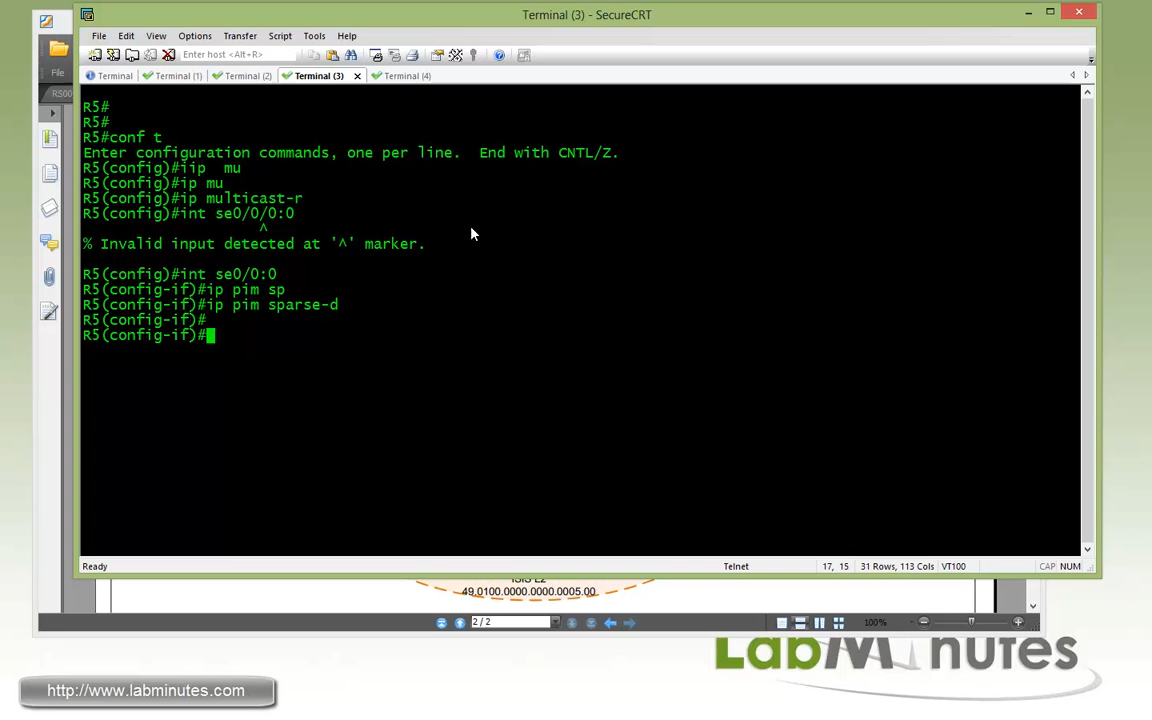 Terminal (3) - SecureCRT
File Edit View Options Transfer Script Tools Help
Enter host <Alt+R>
File
Terminal Terminal (1) Terminal (2) Terminal (3) Terminal (4)
RS00
R5#
R5#
R5#conf t
Enter configuration commands, one per line.  End with CNTL/Z.
R5(config)#iip  mu
R5(config)#ip mu
R5(config)#ip multicast-r
R5(config)#int se0/0/0:0
^
% Invalid input detected at '^' marker.
R5(config)#int se0/0:0
R5(config-if)#ip pim sp
R5(config-if)#ip pim sparse-d
R5(config-if)#
R5(config-if)#
Ready Telnet 17, 15 31 Rows, 113 Cols VT100 CAP NUM
ISIS L2
49.0100.0000.0000.0005.00
2 / 2 100%
LabMinutes
http://www.labminutes.com